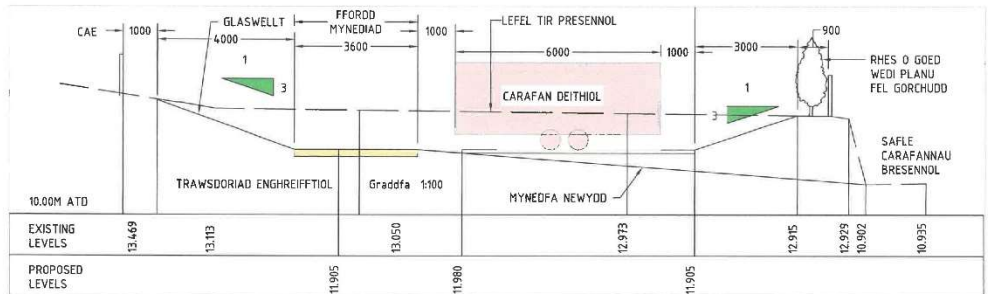 FFORDD
MYNEDIAD
GLASWELLT
LEFEL TIR PRESENNOL
CAE
1000
4000
3600
1000
6000
1000
3000
900
RHES O GOED
WEDI PLANU
FEL GORCHUDD
1
3
CARAFAN DEITHIOL
1
3
SAFLE
CARAFANNAU
BRESENNOL
TRAWSDORIAD ENGHREIFFTIOL
Graddfa 1:100
MYNEDFA NEWYDD
10.00M ATD
EXISTING
LEVELS
13.469
13.113
13.050
12.973
12.915
12.929
10.902
10.935
PROPOSED
LEVELS
11.905
11.980
11.905